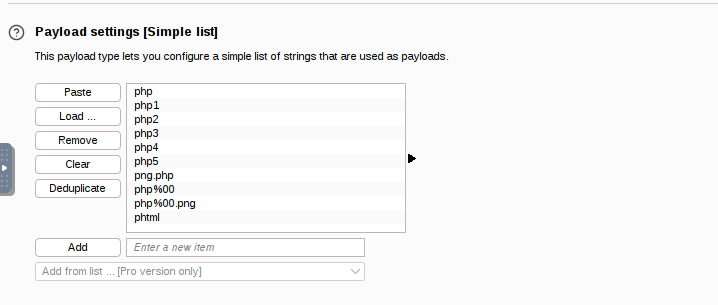 Payload settings [Simple list]
This payload type lets you configure a simple list of strings that are used as payloads.
Paste
Load ...
Remove
Clear
Deduplicate
php
php1
php2
php3
php4
php5
png.php
php%00
php%00.png
phtml
Add
Enter a new item
Add from list ... [Pro version only]